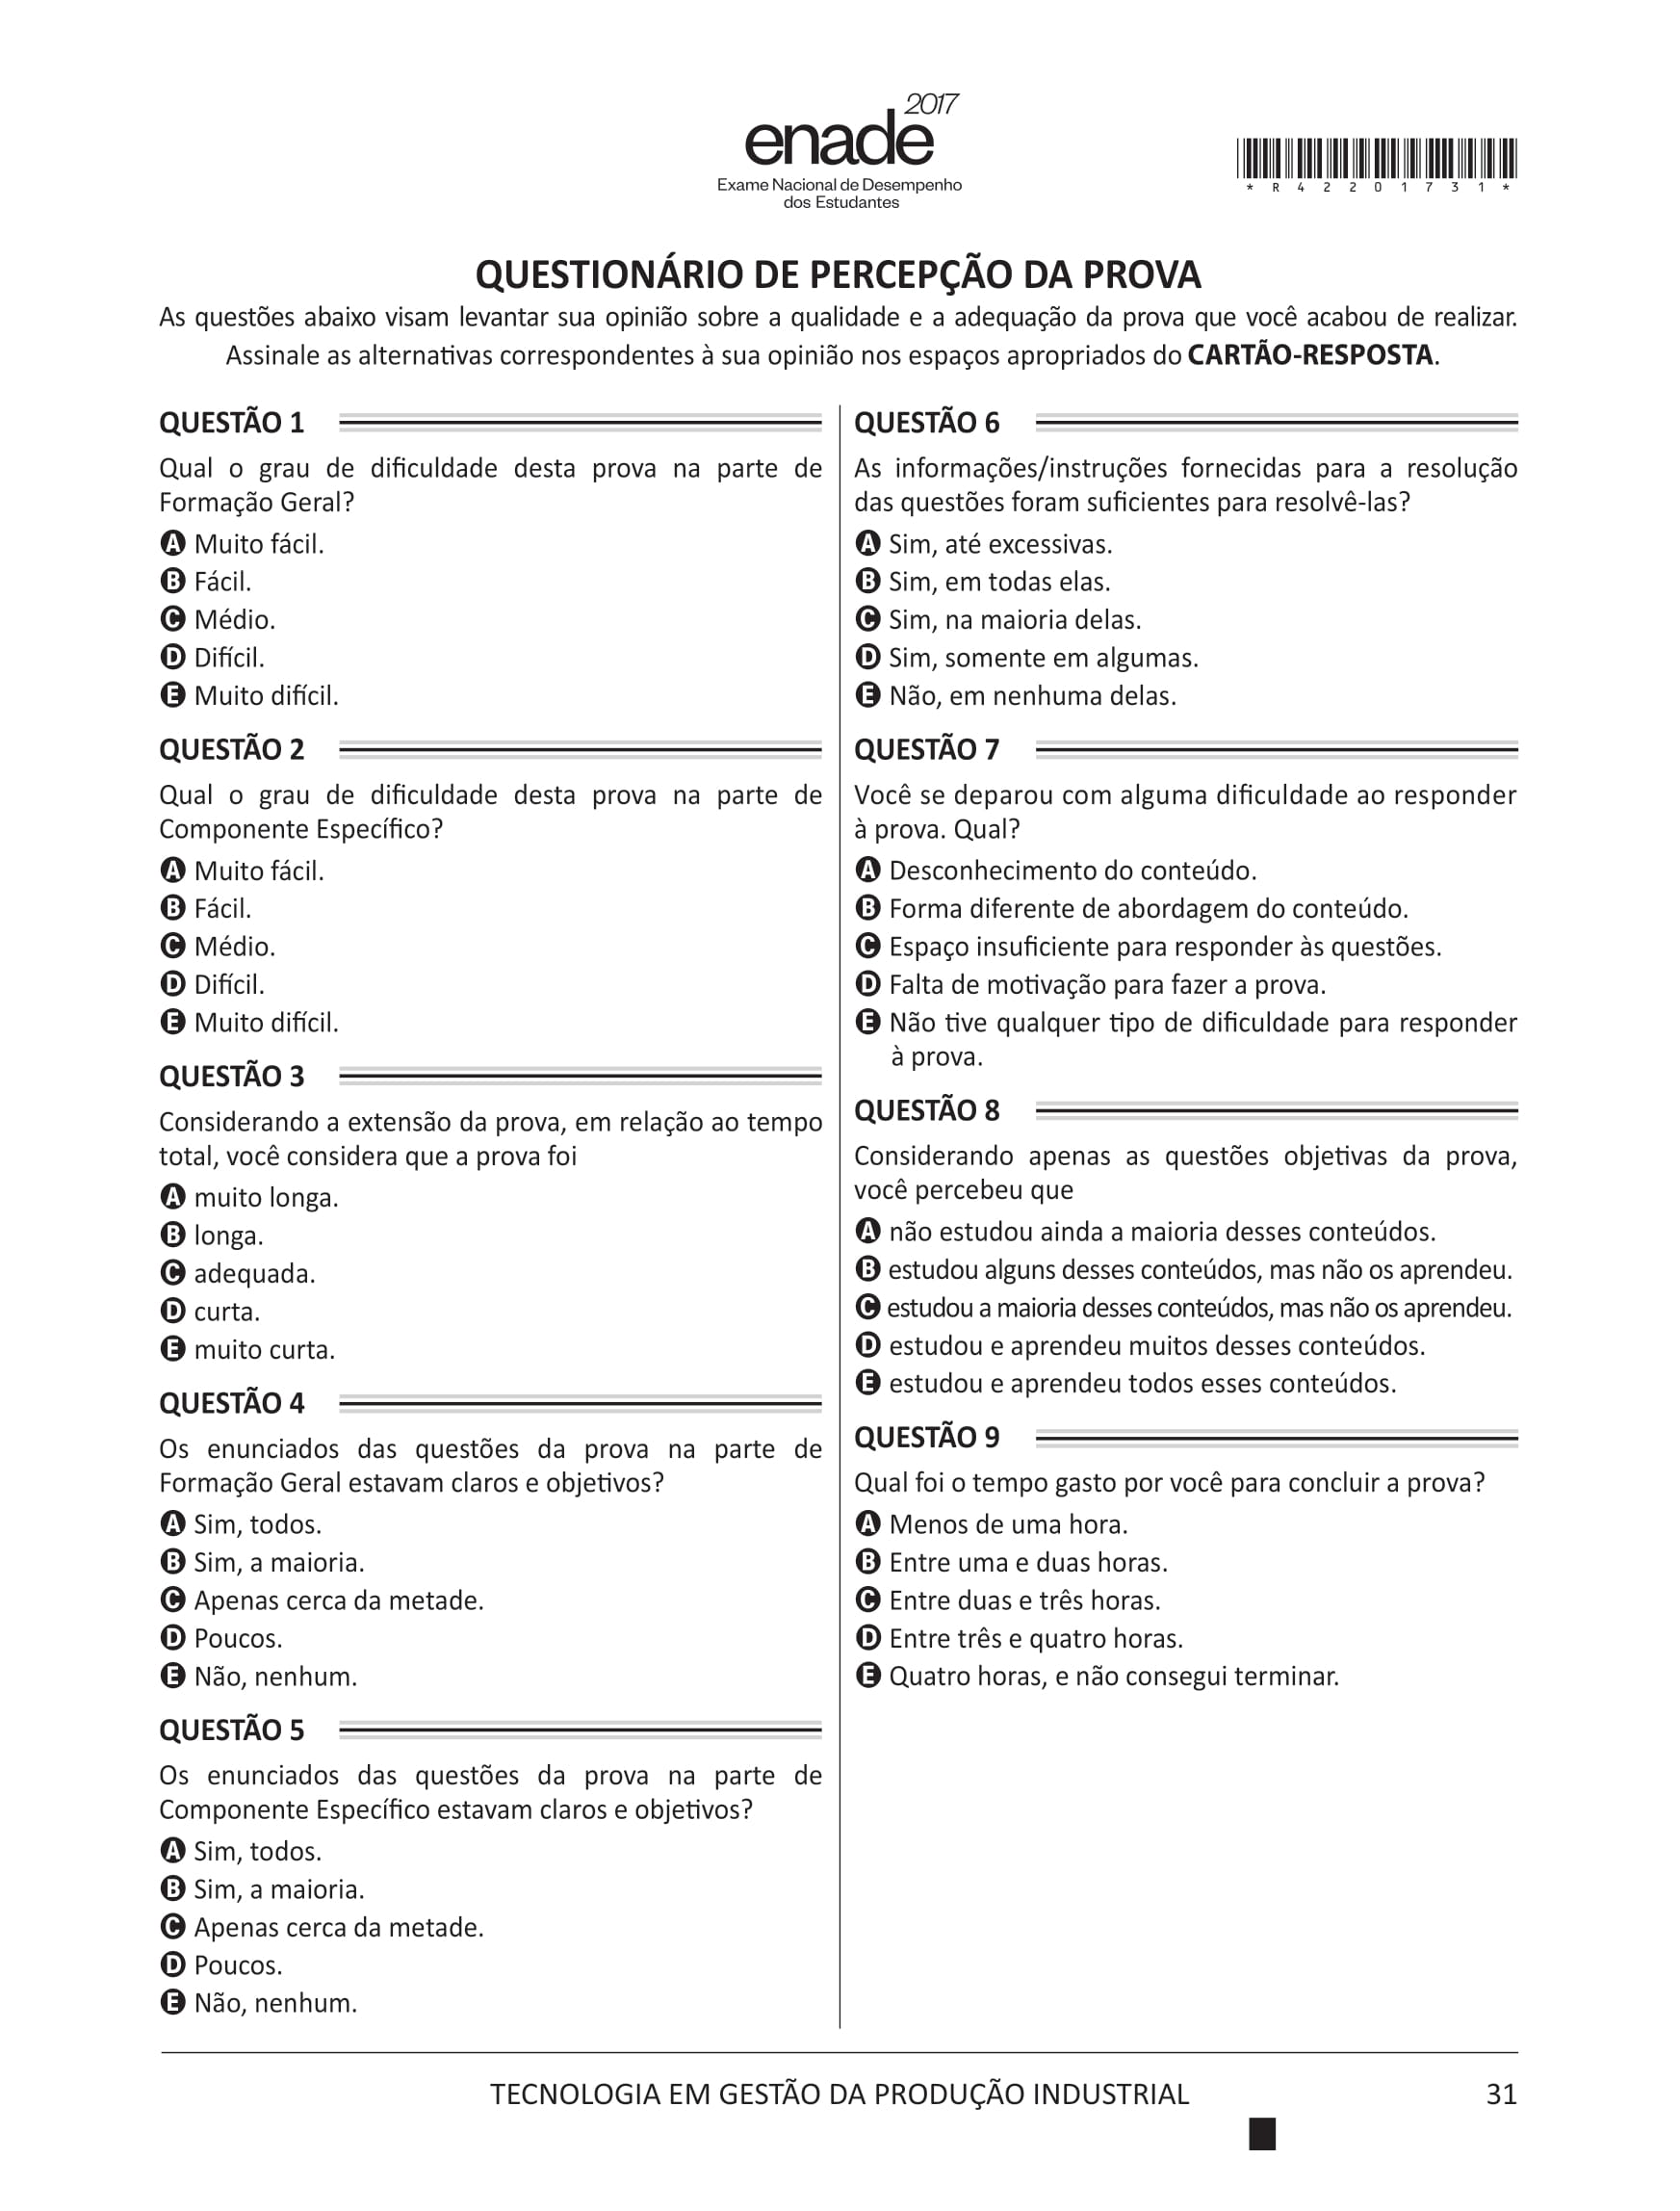 enade 2017
Exame Nacional de Desempenho
dos Estudantes
*R42201731*
QUESTIONÁRIO DE PERCEPÇÃO DA PROVA
As questões abaixo visam levantar sua opinião sobre a qualidade e a adequação da prova que você acabou de realizar.
Assinale as alternativas correspondentes à sua opinião nos espaços apropriados do CARTÃO-RESPOSTA.
QUESTÃO 1
Qual o grau de dificuldade desta prova na parte de
Formação Geral?
A Muito fácil.
B Fácil.
C Médio.
D Difícil.
E Muito difícil.
QUESTÃO 2
Qual o grau de dificuldade desta prova na parte de
Componente Específico?
A Muito fácil.
B Fácil.
C Médio.
D Difícil.
E Muito difícil.
QUESTÃO 3
Considerando a extensão da prova, em relação ao tempo
total, você considera que a prova foi
A muito longa.
B longa.
C adequada.
D curta.
E muito curta.
QUESTÃO 4
Os enunciados das questões da prova na parte de
Formação Geral estavam claros e objetivos?
A Sim, todos.
B Sim, a maioria.
C Apenas cerca da metade.
D Poucos.
E Não, nenhum.
QUESTÃO 5
Os enunciados das questões da prova na parte de
Componente Específico estavam claros e objetivos?
A Sim, todos.
B Sim, a maioria.
C Apenas cerca da metade.
D Poucos.
E Não, nenhum.
QUESTÃO 6
As informações/instruções fornecidas para a resolução
das questões foram suficientes para resolvê-las?
A Sim, até excessivas.
B Sim, em todas elas.
C Sim, na maioria delas.
D Sim, somente em algumas.
E Não, em nenhuma delas.
QUESTÃO 7
Você se deparou com alguma dificuldade ao responder
à prova. Qual?
A Desconhecimento do conteúdo.
B Forma diferente de abordagem do conteúdo.
C Espaço insuficiente para responder às questões.
D Falta de motivação para fazer a prova.
E Não tive qualquer tipo de dificuldade para responder
à prova.
QUESTÃO 8
Considerando apenas as questões objetivas da prova,
você percebeu que
A não estudou ainda a maioria desses conteúdos.
B estudou alguns desses conteúdos, mas não os aprendeu.
C estudou a maioria desses conteúdos, mas não os aprendeu.
D estudou e aprendeu muitos desses conteúdos.
E estudou e aprendeu todos esses conteúdos.
QUESTÃO 9
Qual foi o tempo gasto por você para concluir a prova?
A Menos de uma hora.
B Entre uma e duas horas.
C Entre duas e três horas.
D Entre três e quatro horas.
E Quatro horas, e não consegui terminar.
TECNOLOGIA EM GESTÃO DA PRODUÇÃO INDUSTRIAL 31